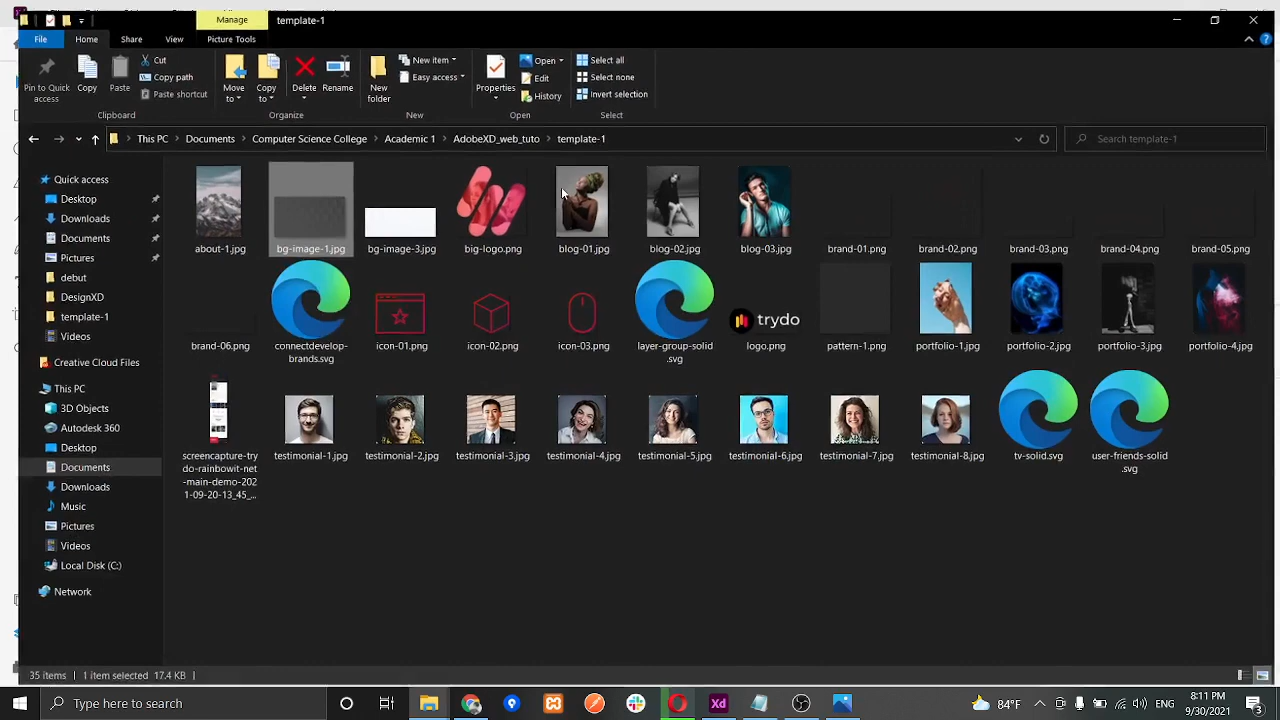 Manage
template-1
File
Home
Share
View
Picture Tools
Pin to Quick
access
Copy
Paste
Cut
Copy path
Paste shortcut
Clipboard
Move
to
Copy
to
Delete
Rename
Organize
New
folder
New item
Easy access
New
Properties
Open
Edit
History
Open
Select all
Select none
Invert selection
Select
This PC
Documents
Computer Science College
Academic 1
AdobeXD_web_tuto
template-1
Search template-1
Quick access
Desktop
Downloads
Documents
Pictures
debut
DesignXD
template-1
Videos
Creative Cloud Files
This PC
3D Objects
Autodesk 360
Desktop
Documents
Downloads
Music
Pictures
Videos
Local Disk (C:)
Network
about-1.jpg
bg-image-1.jpg
bg-image-3.jpg
big-logo.png
blog-01.jpg
blog-02.jpg
blog-03.jpg
brand-01.png
brand-02.png
brand-03.png
brand-04.png
brand-05.png
trydo
brand-06.png
connectdevelop-
brands.svg
icon-01.png
icon-02.png
icon-03.png
layer-group-solid
.svg
logo.png
pattern-1.png
portfolio-1.jpg
portfolio-2.jpg
portfolio-3.jpg
portfolio-4.jpg
screencapture-try
do-rainbowit-net
-main-demo-202
1-09-20-13_45_...
testimonial-1.jpg
testimonial-2.jpg
testimonial-3.jpg
testimonial-4.jpg
testimonial-5.jpg
testimonial-6.jpg
testimonial-7.jpg
testimonial-8.jpg
tv-solid.svg
user-friends-solid
.svg
35 items
1 item selected 17.4 KB
Type here to search
Xd
84°F
8:11 PM
9/30/2021